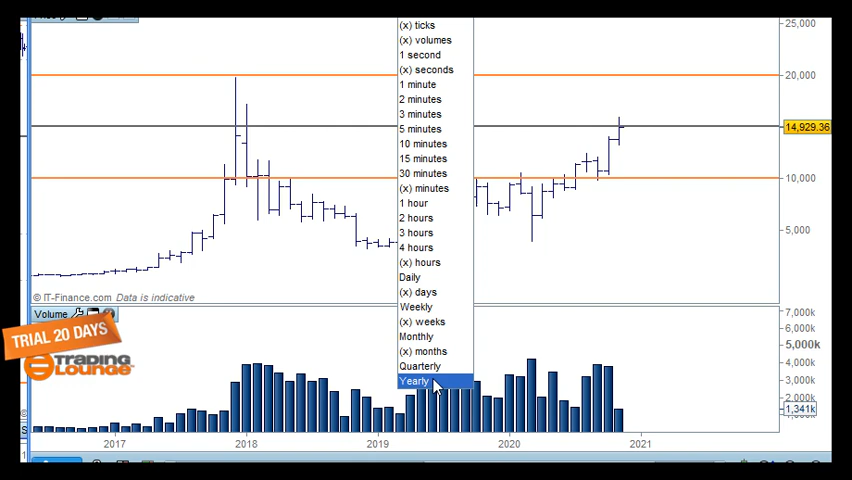 (x) ticks
(x) volumes
1 second
(x) seconds
1 minute
2 minutes
3 minutes
5 minutes
10 minutes
15 minutes
30 minutes
(x) minutes
1 hour
2 hours
3 hours
4 hours
(x) hours
Daily
(x) days
Weekly
(x) weeks
Monthly
(x) months
Quarterly
Yearly
25,000
20,000
14,929.36
10,000
5,000
© IT-Finance.com Data is indicative
Volume
7,000k
6,000k
5,000k
4,000k
3,000k
2,000k
1,341k
TRIAL 20 DAYS
TRADING
LOUNGE
2017 2018 2019 2020 2021